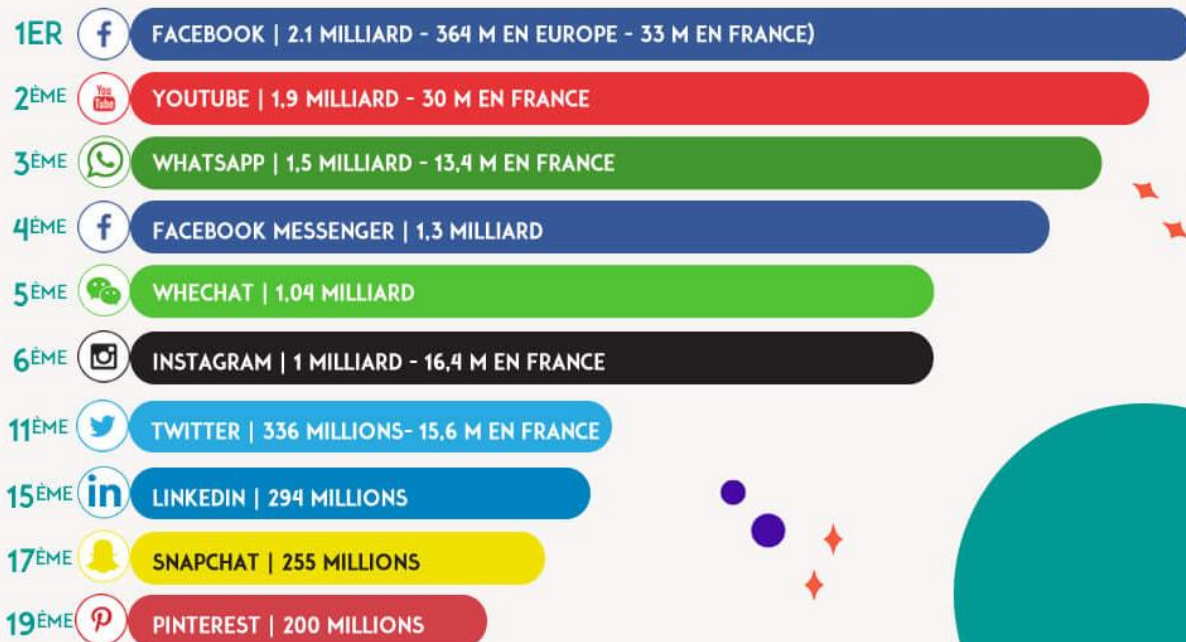 1ER f FACEBOOK | 2.1 MILLIARD - 364 M EN EUROPE - 33 M EN FRANCE)
2ÈME You Tube YOUTUBE | 1,9 MILLIARD - 30 M EN FRANCE
3ÈME WHATSAPP | 1,5 MILLIARD - 13,4 M EN FRANCE
4ÈME f FACEBOOK MESSENGER | 1,3 MILLIARD
5ÈME WHECHAT | 1,04 MILLIARD
6ÈME INSTAGRAM | 1 MILLIARD - 16,4 M EN FRANCE
11ÈME TWITTER | 336 MILLIONS- 15,6 M EN FRANCE
15ÈME in LINKEDIN | 294 MILLIONS
17ÈME SNAPCHAT | 255 MILLIONS
19ÈME PINTEREST | 200 MILLIONS